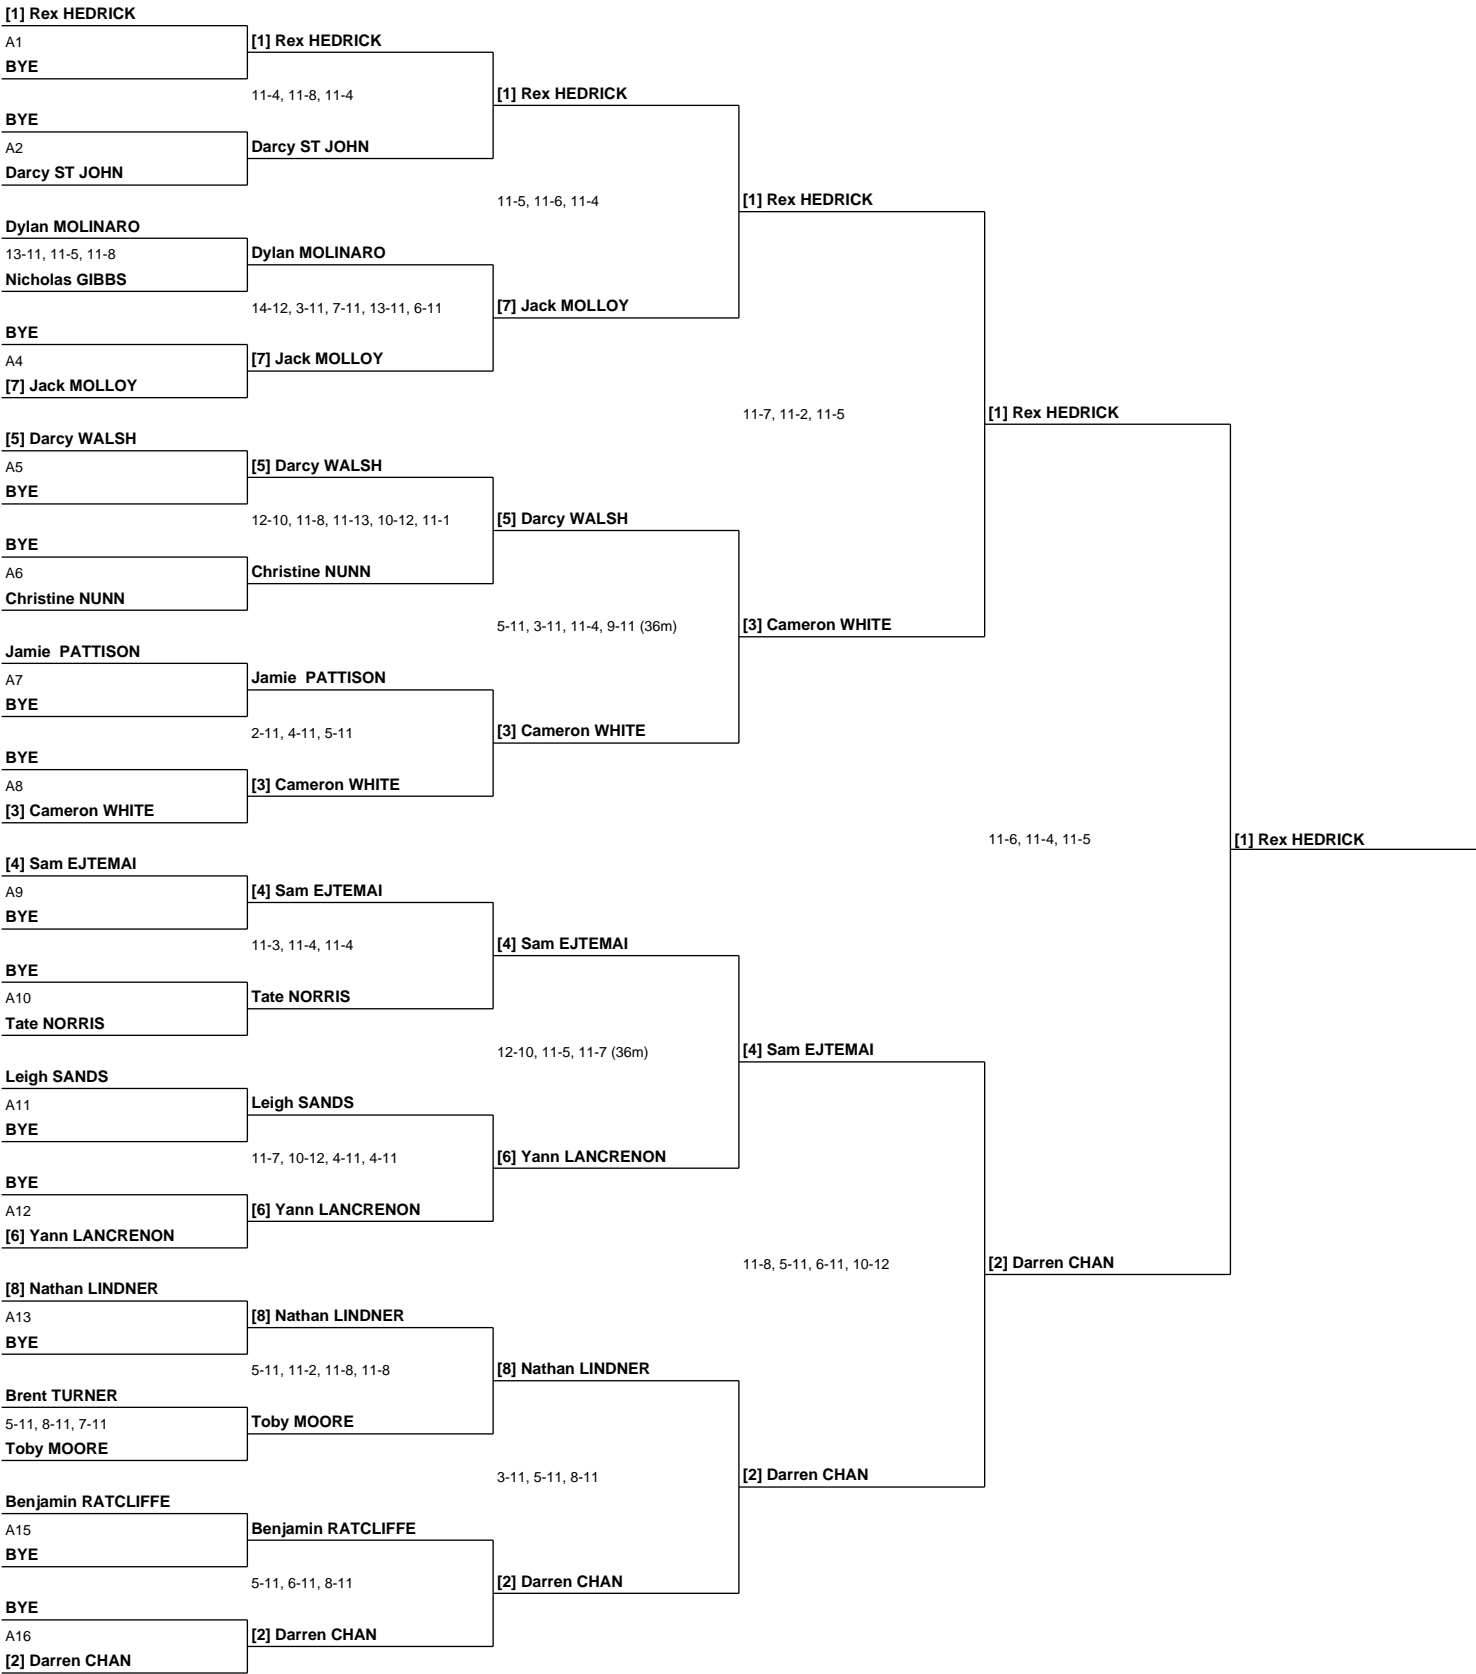 [1] Rex HEDRICK
A1
BYE
BYE
A2
Darcy ST JOHN
Dylan MOLINARO
13-11, 11-5, 11-8
Nicholas GIBBS
BYE
A4
[7] Jack MOLLOY
[5] Darcy WALSH
A5
BYE
BYE
A6
Christine NUNN
Jamie PATTISON
A7
BYE
BYE
A8
[3] Cameron WHITE
[4] Sam EJTEMAI
A9
BYE
BYE
A10
Tate NORRIS
Leigh SANDS
A11
BYE
BYE
A12
[6] Yann LANCRENON
[8] Nathan LINDNER
A13
BYE
Brent TURNER
5-11, 8-11, 7-11
Toby MOORE
Benjamin RATCLIFFE
A15
BYE
BYE
A16
[2] Darren CHAN
[1] Rex HEDRICK
11-4, 11-8, 11-4
Darcy ST JOHN
Dylan MOLINARO
14-12, 3-11, 7-11, 13-11, 6-11
[7] Jack MOLLOY
[5] Darcy WALSH
12-10, 11-8, 11-13, 10-12, 11-1
Christine NUNN
Jamie PATTISON
2-11, 4-11, 5-11
[3] Cameron WHITE
[4] Sam EJTEMAI
11-3, 11-4, 11-4
Tate NORRIS
Leigh SANDS
11-7, 10-12, 4-11, 4-11
[6] Yann LANCRENON
[8] Nathan LINDNER
5-11, 11-2, 11-8, 11-8
Toby MOORE
Benjamin RATCLIFFE
5-11, 6-11, 8-11
[2] Darren CHAN
[1] Rex HEDRICK
11-5, 11-6, 11-4
[7] Jack MOLLOY
[5] Darcy WALSH
5-11, 3-11, 11-4, 9-11 (36m)
[3] Cameron WHITE
[4] Sam EJTEMAI
12-10, 11-5, 11-7 (36m)
[6] Yann LANCRENON
[8] Nathan LINDNER
3-11, 5-11, 8-11
[2] Darren CHAN
[1] Rex HEDRICK
11-7, 11-2, 11-5
[3] Cameron WHITE
[4] Sam EJTEMAI
11-8, 5-11, 6-11, 10-12
[2] Darren CHAN
[1] Rex HEDRICK
11-6, 11-4, 11-5
[2] Darren CHAN
[1] Rex HEDRICK